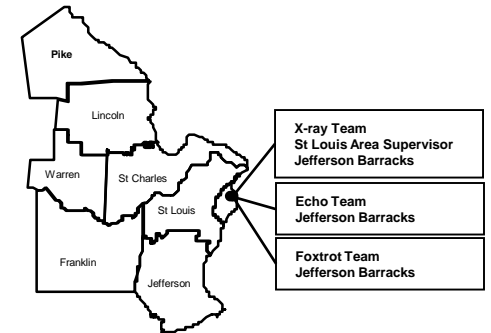 Pike
Lincoln
Warren
St Charles
St Louis
Franklin
Jefferson
X-ray Team
St Louis Area Supervisor
Jefferson Barracks
Echo Team
Jefferson Barracks
Foxtrot Team
Jefferson Barracks